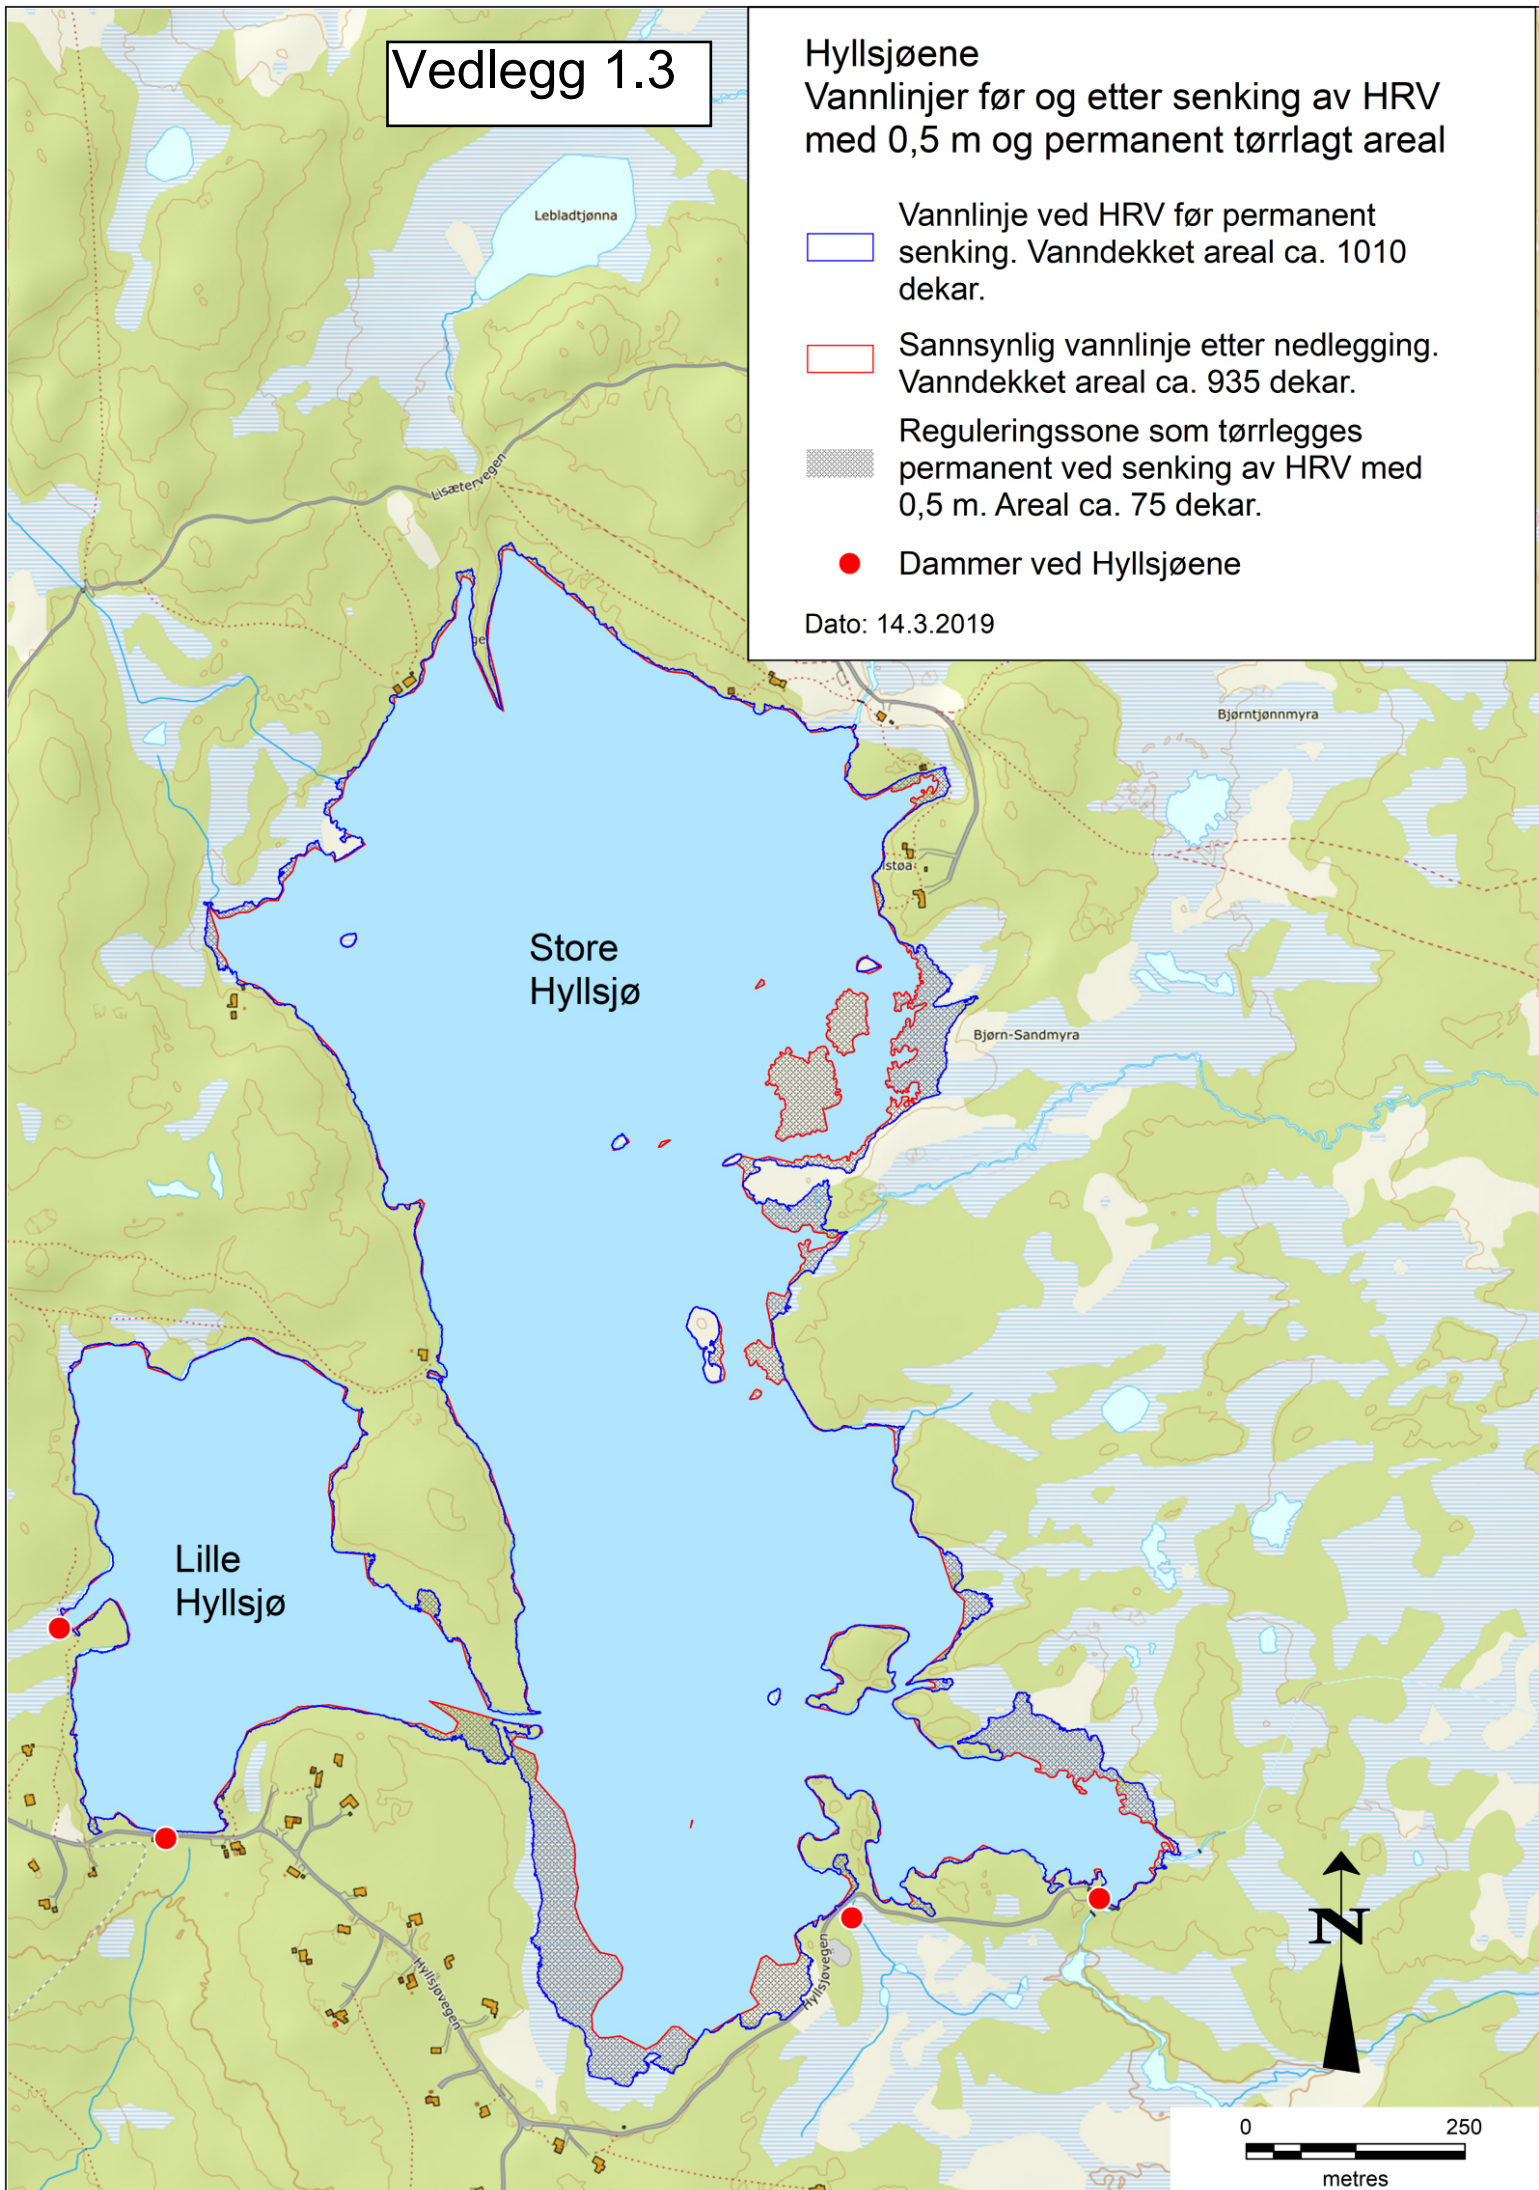 Vedlegg 1.3
Hyllsjøene
Vannlinjer før og etter senking av HRV
med 0,5 m og permanent tørrlagt areal
Vannlinje ved HRV før permanent
senking. Vanndekket areal ca. 1010
dekar.
Sannsynlig vannlinje etter nedlegging.
Vanndekket areal ca. 935 dekar.
Reguleringssone som tørrlegges
permanent ved senking av HRV med
0,5 m. Areal ca. 75 dekar.
Dammer ved Hyllsjøene
Dato: 14.3.2019
Lebladtjønna
Lisætervegen
ge
Bjørntjønnmyra
istøa
Store
Hyllsjø
Bjørn-Sandmyra
Lille
Hyllsjø
Hyllsjøvegen
Hyllsjøvegen
N
0 250
metres